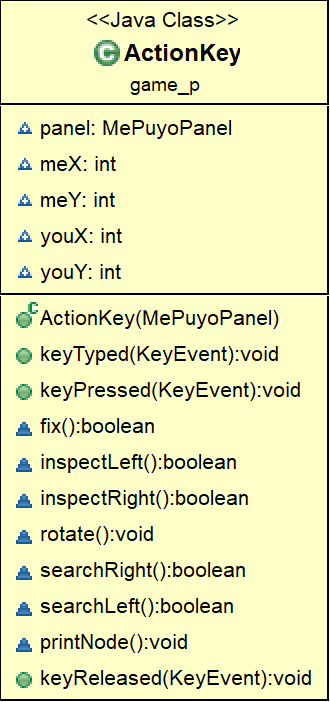 <<Java Class>>
C ActionKey
game_p
panel: MePuyoPanel
meX: int
meY: int
youX: int
youY: int
C ActionKey(MePuyoPanel)
keyTyped(KeyEvent):void
keyPressed(KeyEvent):void
fix():boolean
inspectLeft():boolean
inspectRight():boolean
rotate():void
searchRight():boolean
searchLeft():boolean
printNode():void
keyReleased(KeyEvent):void